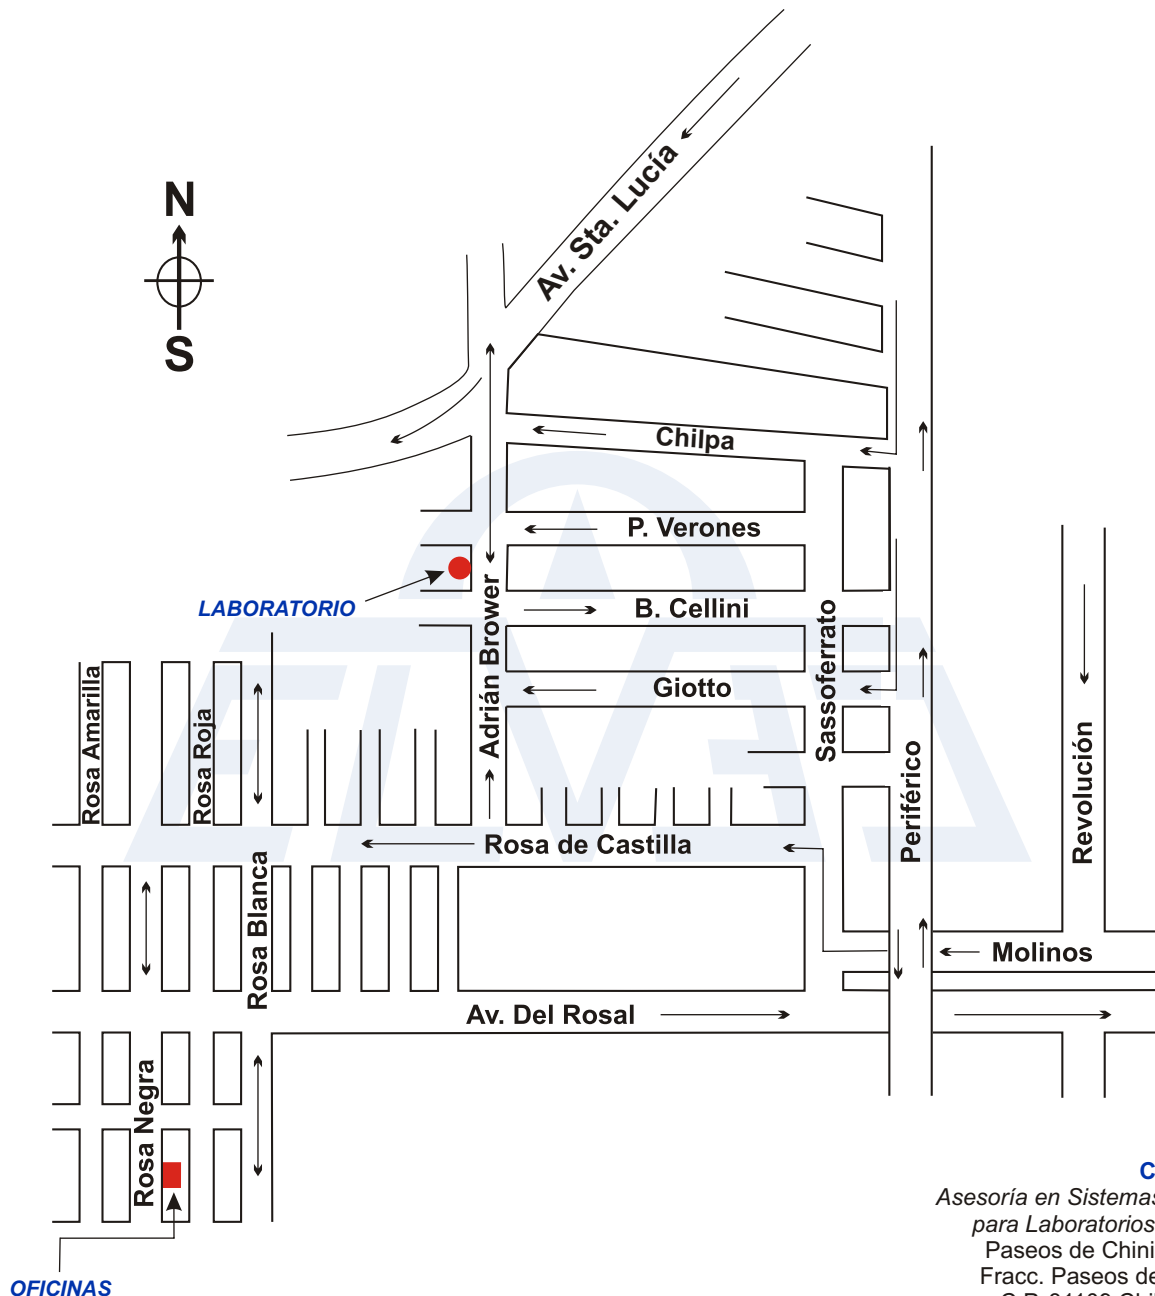 N
S
Av. Sta. Lucía
Chilpa
P. Verones
LABORATORIO
B. Cellini
Adrián Brower
Giotto
Sassoferrato
Rosa Amarilla
Rosa Roja
Periférico
Revolución
Rosa de Castilla
Rosa Blanca
Molinos
Av. Del Rosal
Rosa Negra
OFICINAS
ELMEA
C
Asesoría en Sistemas
para Laboratorios
Paseos de Chini
Fracc. Paseos de